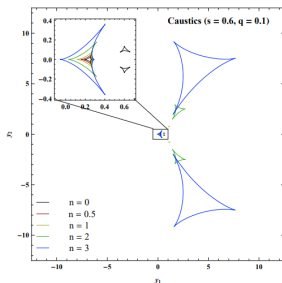 Caustics (s = 0.6, q = 0.1)
10
5
0
−5
−10
y₂
0.4
0.2
0.0
−0.2
−0.4
0.0 0.2 0.4 0.6
n = 0
n = 0.5
n = 1
n = 2
n = 3
−10 −5 0 5 10
y₁